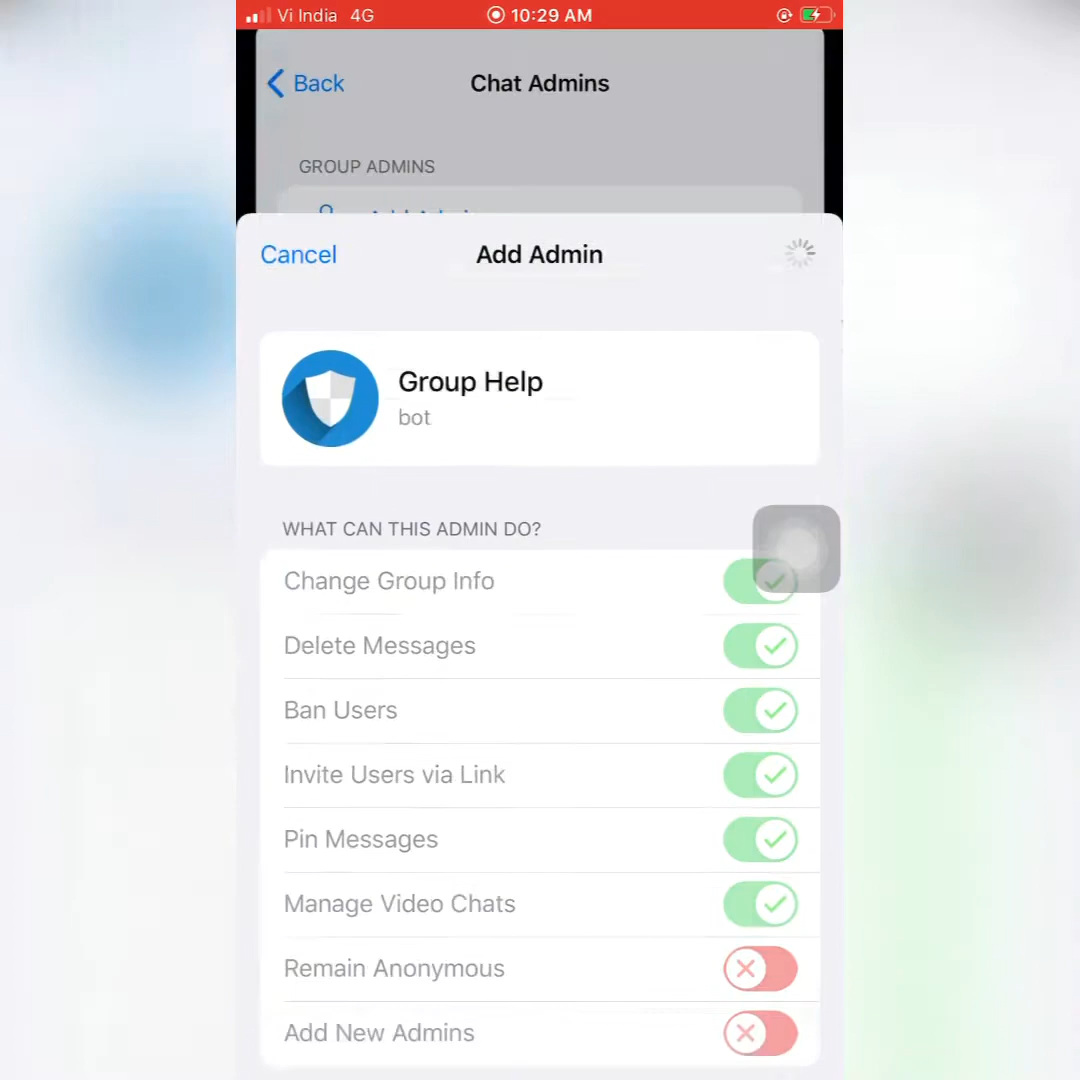 Vi India 4G 10:29 AM
Back Chat Admins
GROUP ADMINS
Cancel Add Admin
Group Help
bot
WHAT CAN THIS ADMIN DO?
Change Group Info
Delete Messages
Ban Users
Invite Users via Link
Pin Messages
Manage Video Chats
Remain Anonymous
Add New Admins